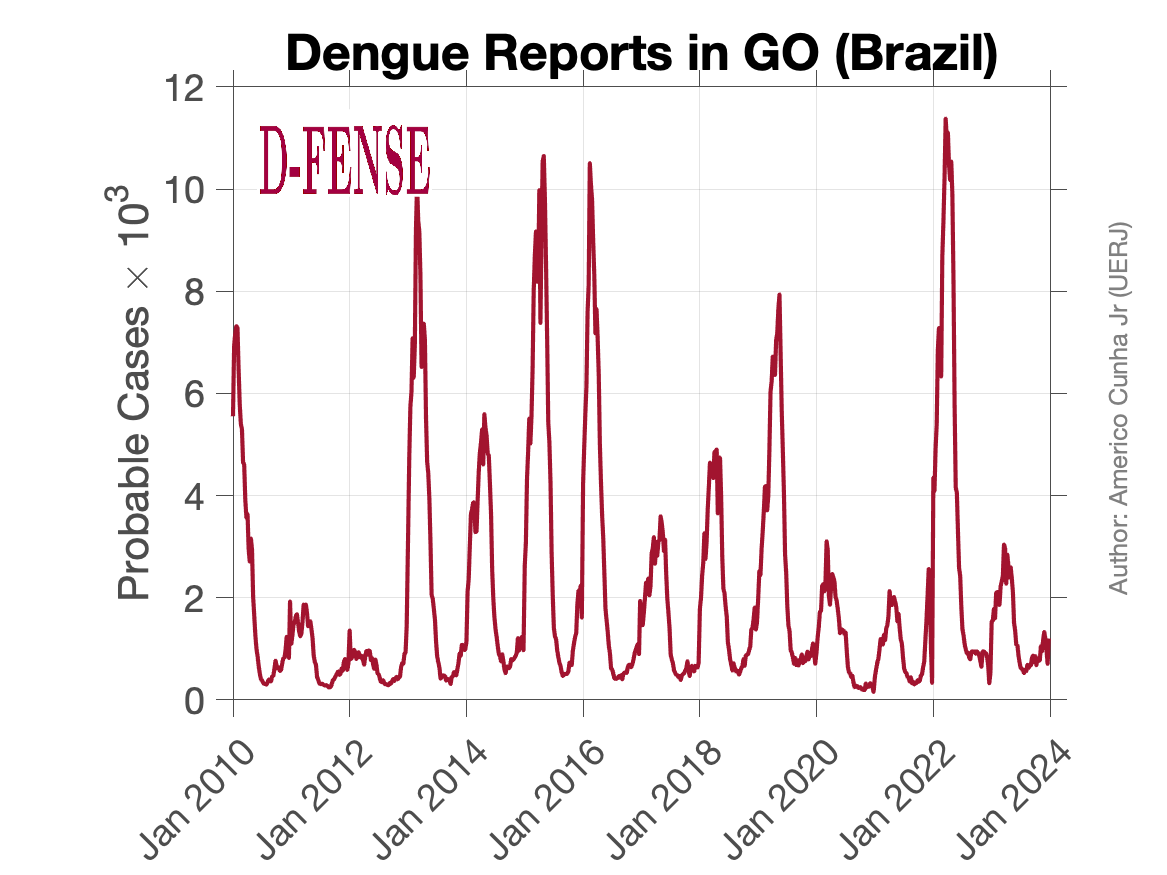 Dengue Reports in GO (Brazil)
D-FENSE
Probable Cases × 10³
12
10
8
6
4
2
0
Jan 2010
Jan 2012
Jan 2014
Jan 2016
Jan 2018
Jan 2020
Jan 2022
Jan 2024
Author: Americo Cunha Jr (UERJ)